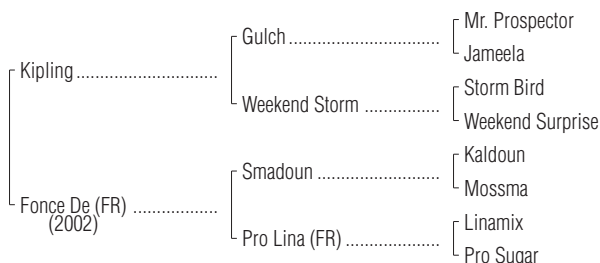 Mr. Prospector
Gulch
Jameela
Kipling
Storm Bird
Weekend Storm
Weekend Surprise
Kaldoun
Smadoun
Mossma
Fonce De (FR)
(2002)
Linamix
Pro Lina (FR)
Pro Sugar